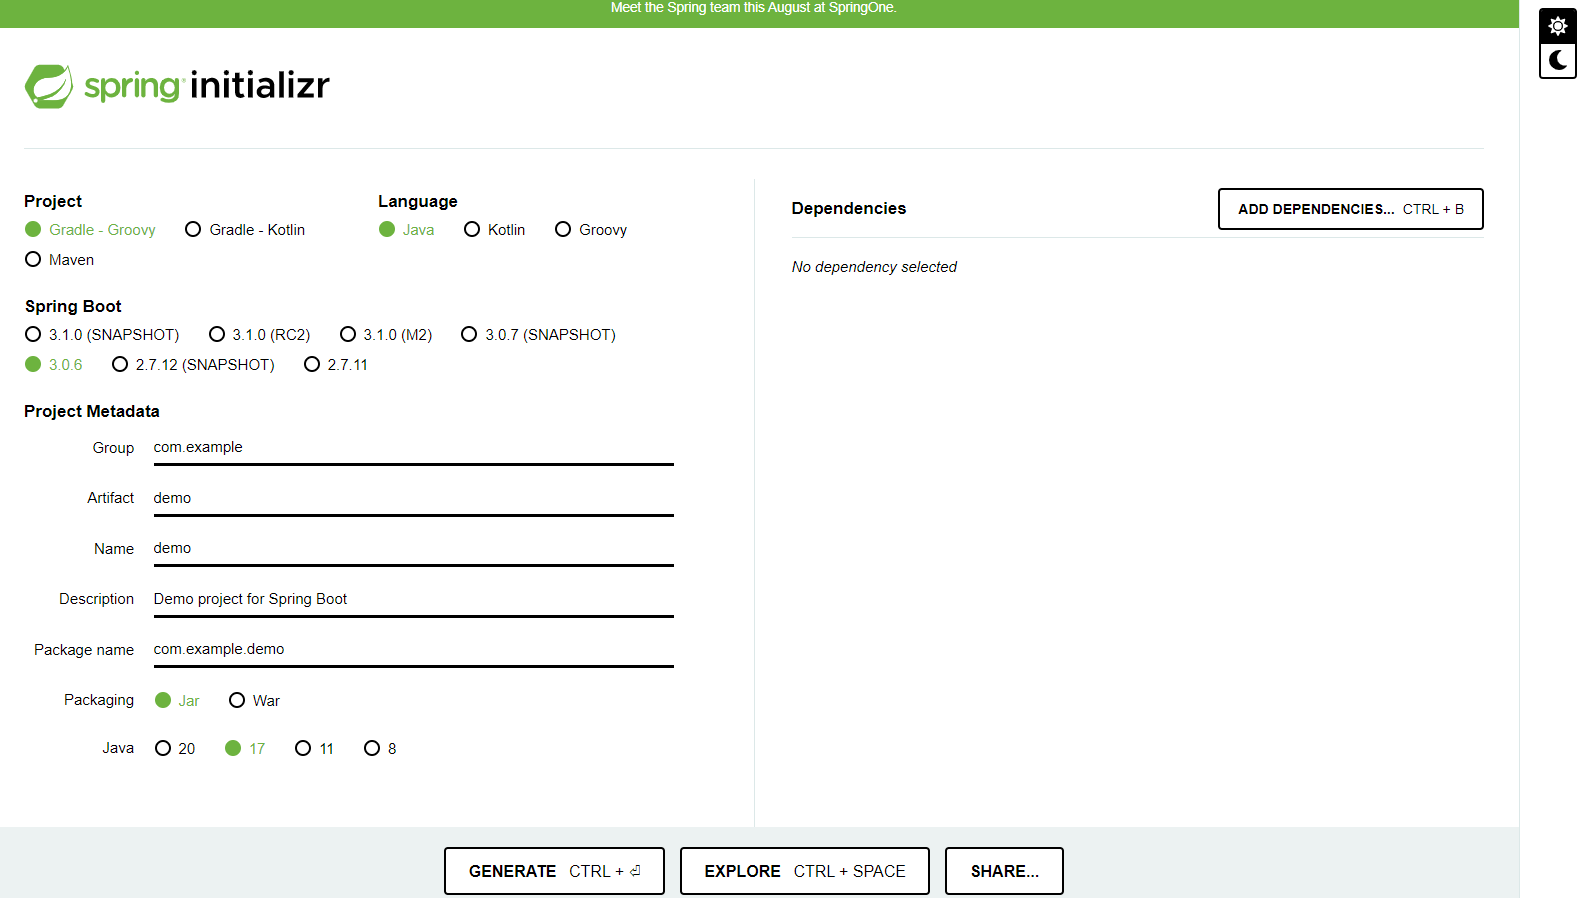 Meet the Spring team this August at SpringOne.
spring initializr
Project
Gradle - Groovy Gradle - Kotlin
Maven
Language
Java Kotlin Groovy
Spring Boot
3.1.0 (SNAPSHOT) 3.1.0 (RC2) 3.1.0 (M2) 3.0.7 (SNAPSHOT)
3.0.6 2.7.12 (SNAPSHOT) 2.7.11
Project Metadata
Group com.example
Artifact demo
Name demo
Description Demo project for Spring Boot
Package name com.example.demo
Packaging Jar War
Java 20 17 11 8
Dependencies
ADD DEPENDENCIES... CTRL + B
No dependency selected
GENERATE CTRL + ⏎
EXPLORE CTRL + SPACE
SHARE...